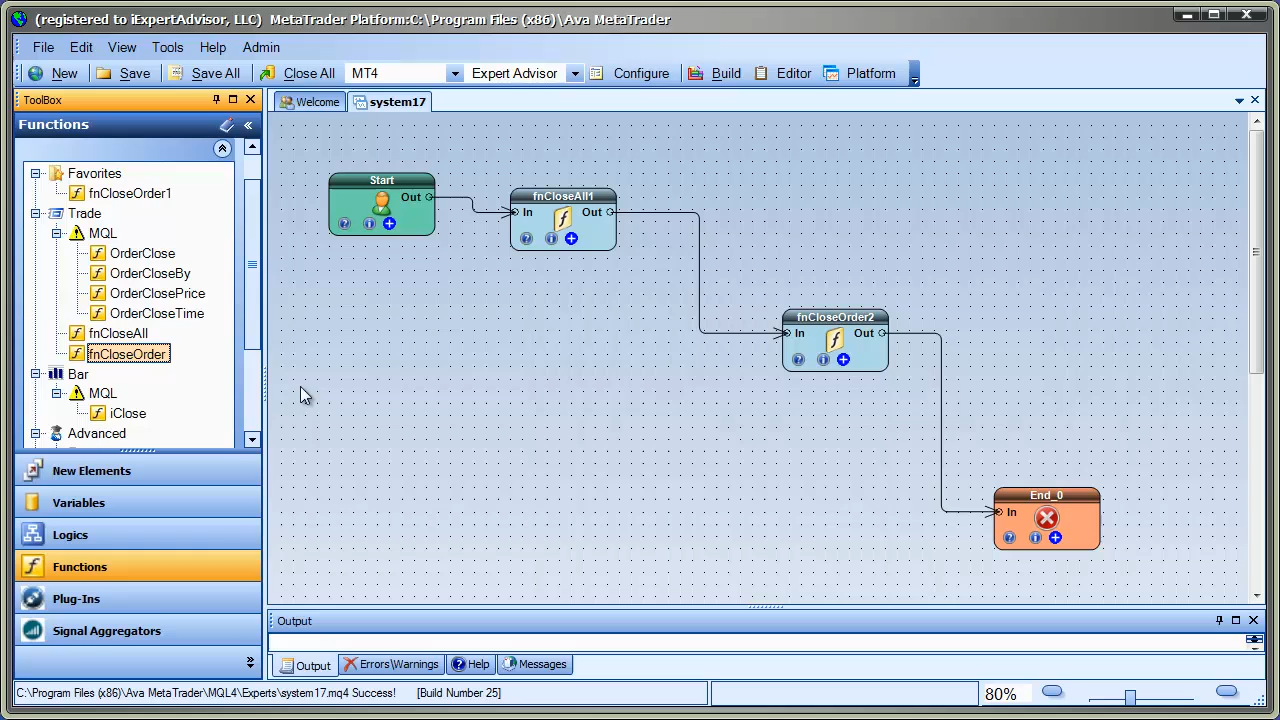 (registered to iExpertAdvisor, LLC)  MetaTrader Platform:C:\Program Files (x86)\Ava MetaTrader
File Edit View Tools Help Admin
New Save Save All Close All MT4 Expert Advisor Configure Build Editor Platform
ToolBox
Welcome system17
Functions
Favorites
fnCloseOrder1
Trade
MQL
OrderClose
OrderCloseBy
OrderClosePrice
OrderCloseTime
fnCloseAll
fnCloseOrder
Bar
MQL
iClose
Advanced
New Elements
Variables
Logics
Functions
Plug-Ins
Signal Aggregators
Start
Out
fnCloseAll1
In Out
fnCloseOrder2
In Out
End_0
In
Output
Output Errors\Warnings Help Messages
C:\Program Files (x86)\Ava MetaTrader\MQL4\Experts\system17.mq4 Success! [Build Number 25]
80%